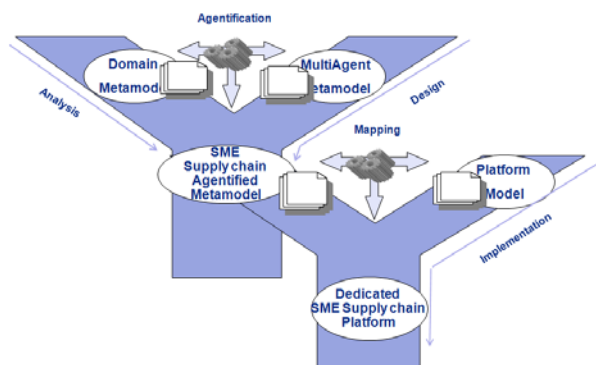 Agentification
Domain
Metamod
MultiAgent
etamodel
Analysis
Design
Mapping
SME
Supply chain
Agentified
Metamodel
Platform
Model
Implementation
Dedicated
SME Supply chain
Platform